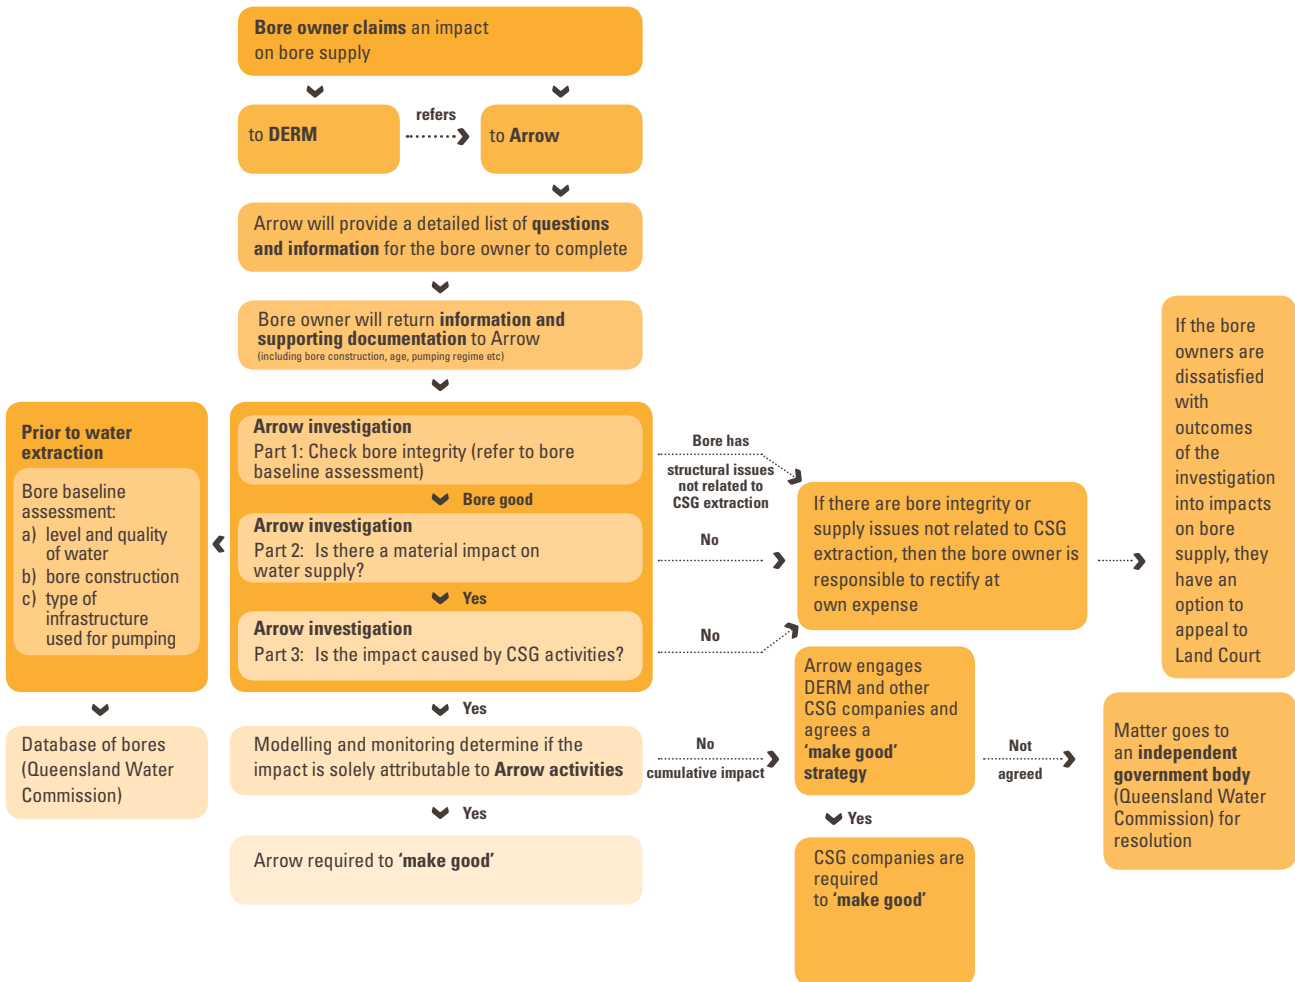 Bore owner claims an impact
on bore supply
to DERM
refers
to Arrow
Arrow will provide a detailed list of questions
and information for the bore owner to complete
Bore owner will return information and
supporting documentation to Arrow
(including bore construction, age, pumping regime etc)
Prior to water
extraction
Bore baseline
assessment:
a) level and quality
of water
b) bore construction
c) type of
infrastructure
used for pumping
Database of bores
(Queensland Water
Commission)
Arrow investigation
Part 1: Check bore integrity (refer to bore
baseline assessment)
Bore good
Arrow investigation
Part 2: Is there a material impact on
water supply?
Yes
Arrow investigation
Part 3: Is the impact caused by CSG activities?
Yes
Modelling and monitoring determine if the
impact is solely attributable to Arrow activities
Yes
Arrow required to ‘make good’
Bore has
structural issues
not related to
CSG extraction
No
No
No
cumulative impact
If there are bore integrity or
supply issues not related to CSG
extraction, then the bore owner is
responsible to rectify at
own expense
Arrow engages
DERM and other
CSG companies and
agrees a
‘make good’
strategy
Yes
CSG companies are
required
to ‘make good’
Not
agreed
If the bore
owners are
dissatisfied
with
outcomes
of the
investigation
into impacts
on bore
supply, they
have an
option to
appeal to
Land Court
Matter goes to
an independent
government body
(Queensland Water
Commission) for
resolution